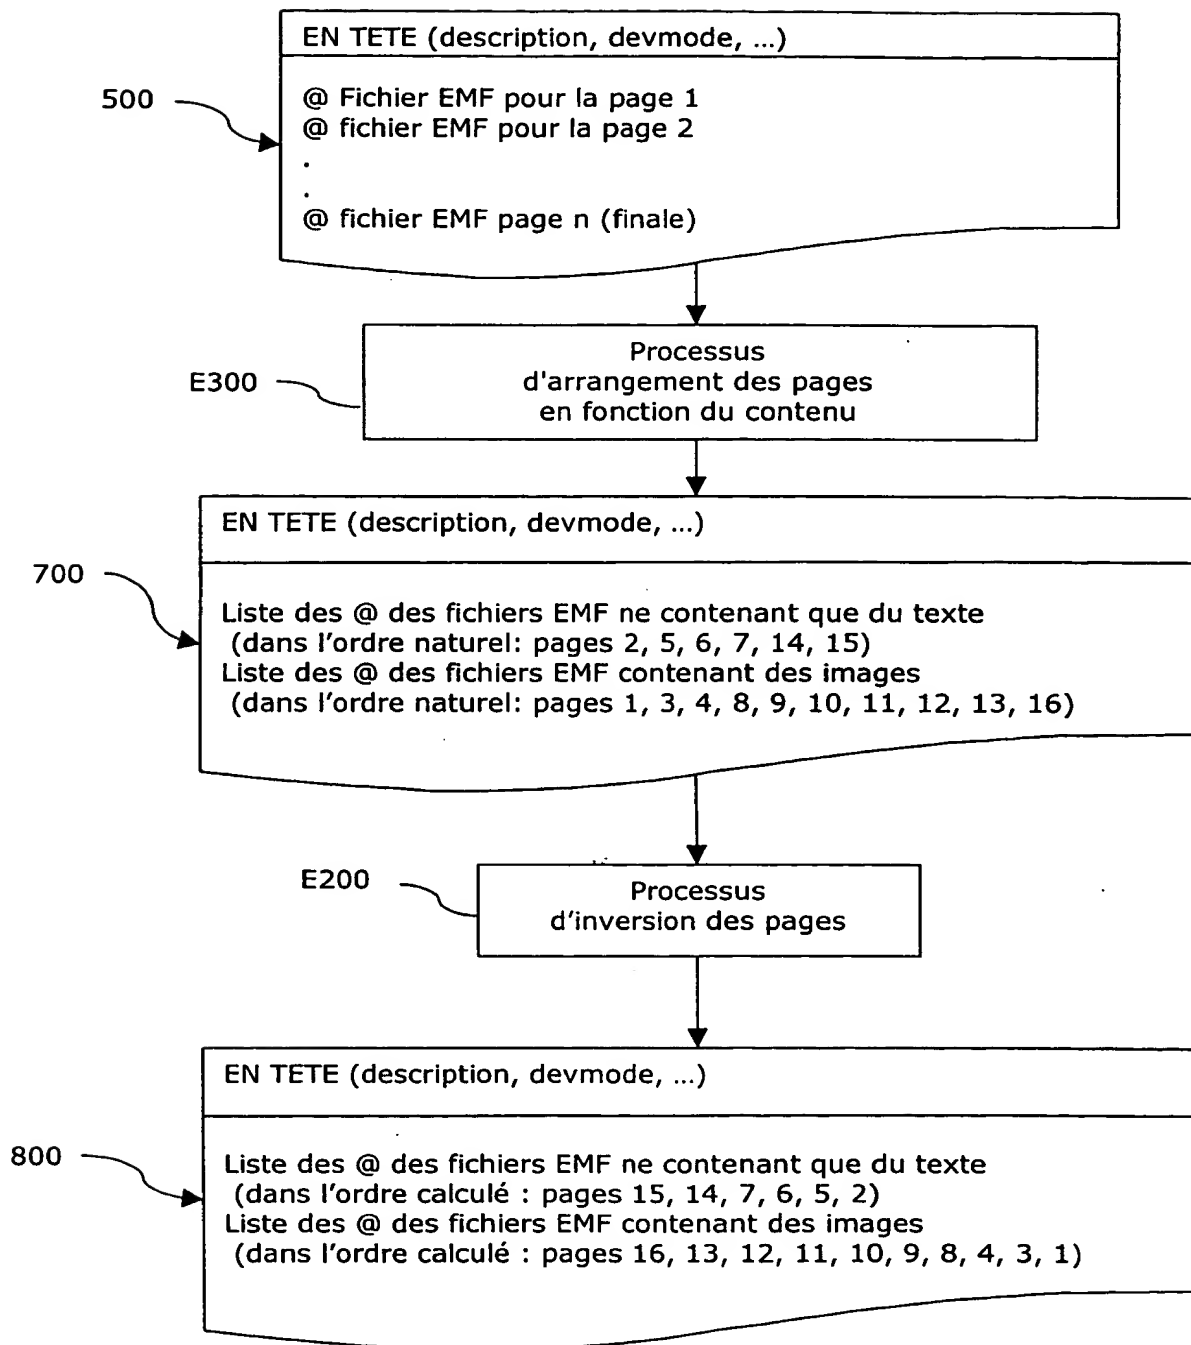 EN TETE (description, devmode, ...)
500
@ Fichier EMF pour la page 1
@ fichier EMF pour la page 2
.
.
@ fichier EMF page n (finale)
E300
Processus
d'arrangement des pages
en fonction du contenu
EN TETE (description, devmode, ...)
700
Liste des @ des fichiers EMF ne contenant que du texte
(dans l'ordre naturel: pages 2, 5, 6, 7, 14, 15)
Liste des @ des fichiers EMF contenant des images
(dans l'ordre naturel: pages 1, 3, 4, 8, 9, 10, 11, 12, 13, 16)
E200
Processus
d'inversion des pages
EN TETE (description, devmode, ...)
800
Liste des @ des fichiers EMF ne contenant que du texte
(dans l'ordre calculé : pages 15, 14, 7, 6, 5, 2)
Liste des @ des fichiers EMF contenant des images
(dans l'ordre calculé : pages 16, 13, 12, 11, 10, 9, 8, 4, 3, 1)